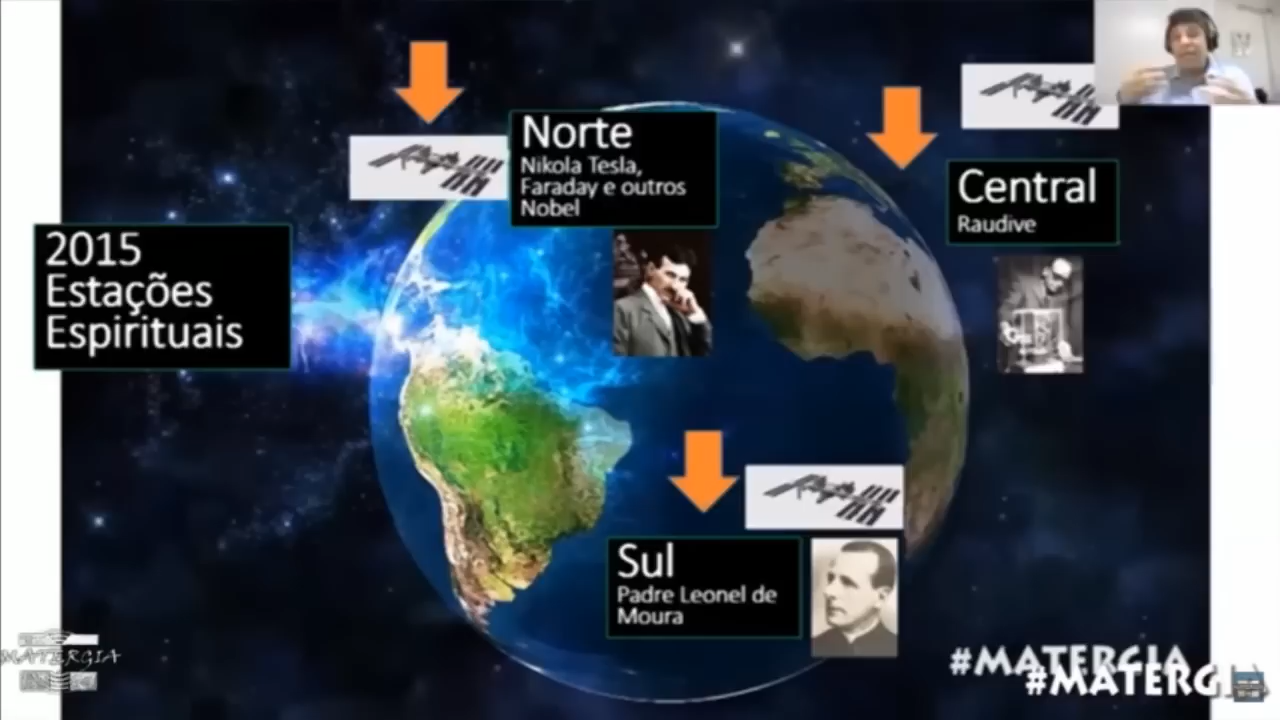 Norte
Nikola Tesla,
Faraday e outros
Nobel
Central
Raudive
2015
Estações
Espirituais
Sul
Padre Leonel de
Moura
MATERGIA
#MATERGIA
#MATERG